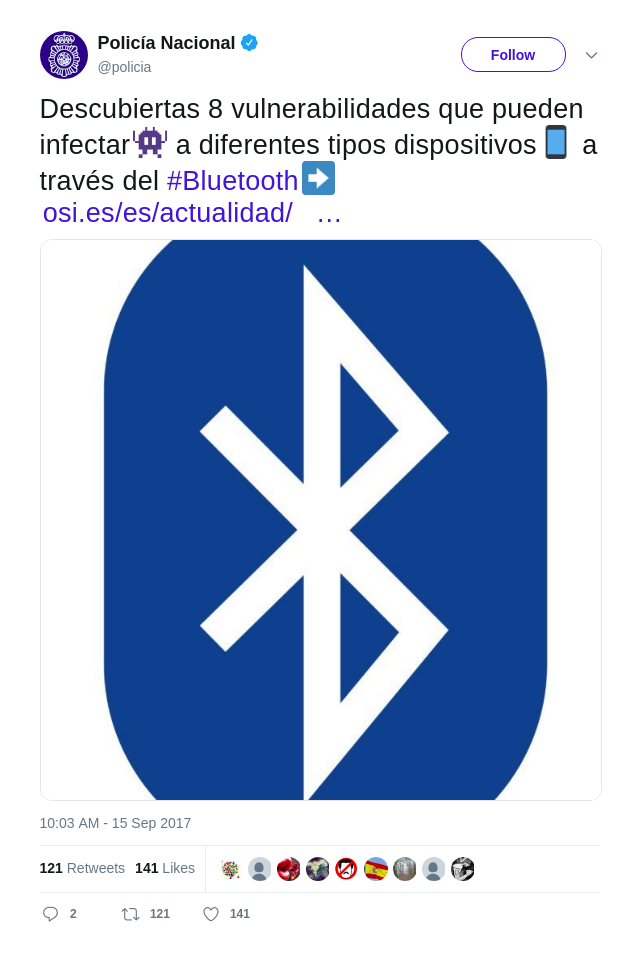 Policía Nacional
@policia
Follow
Descubiertas 8 vulnerabilidades que pueden
infectar a diferentes tipos dispositivos a
través del #Bluetooth
osi.es/es/actualidad/ …
10:03 AM - 15 Sep 2017
121 Retweets 141 Likes
2 121 141